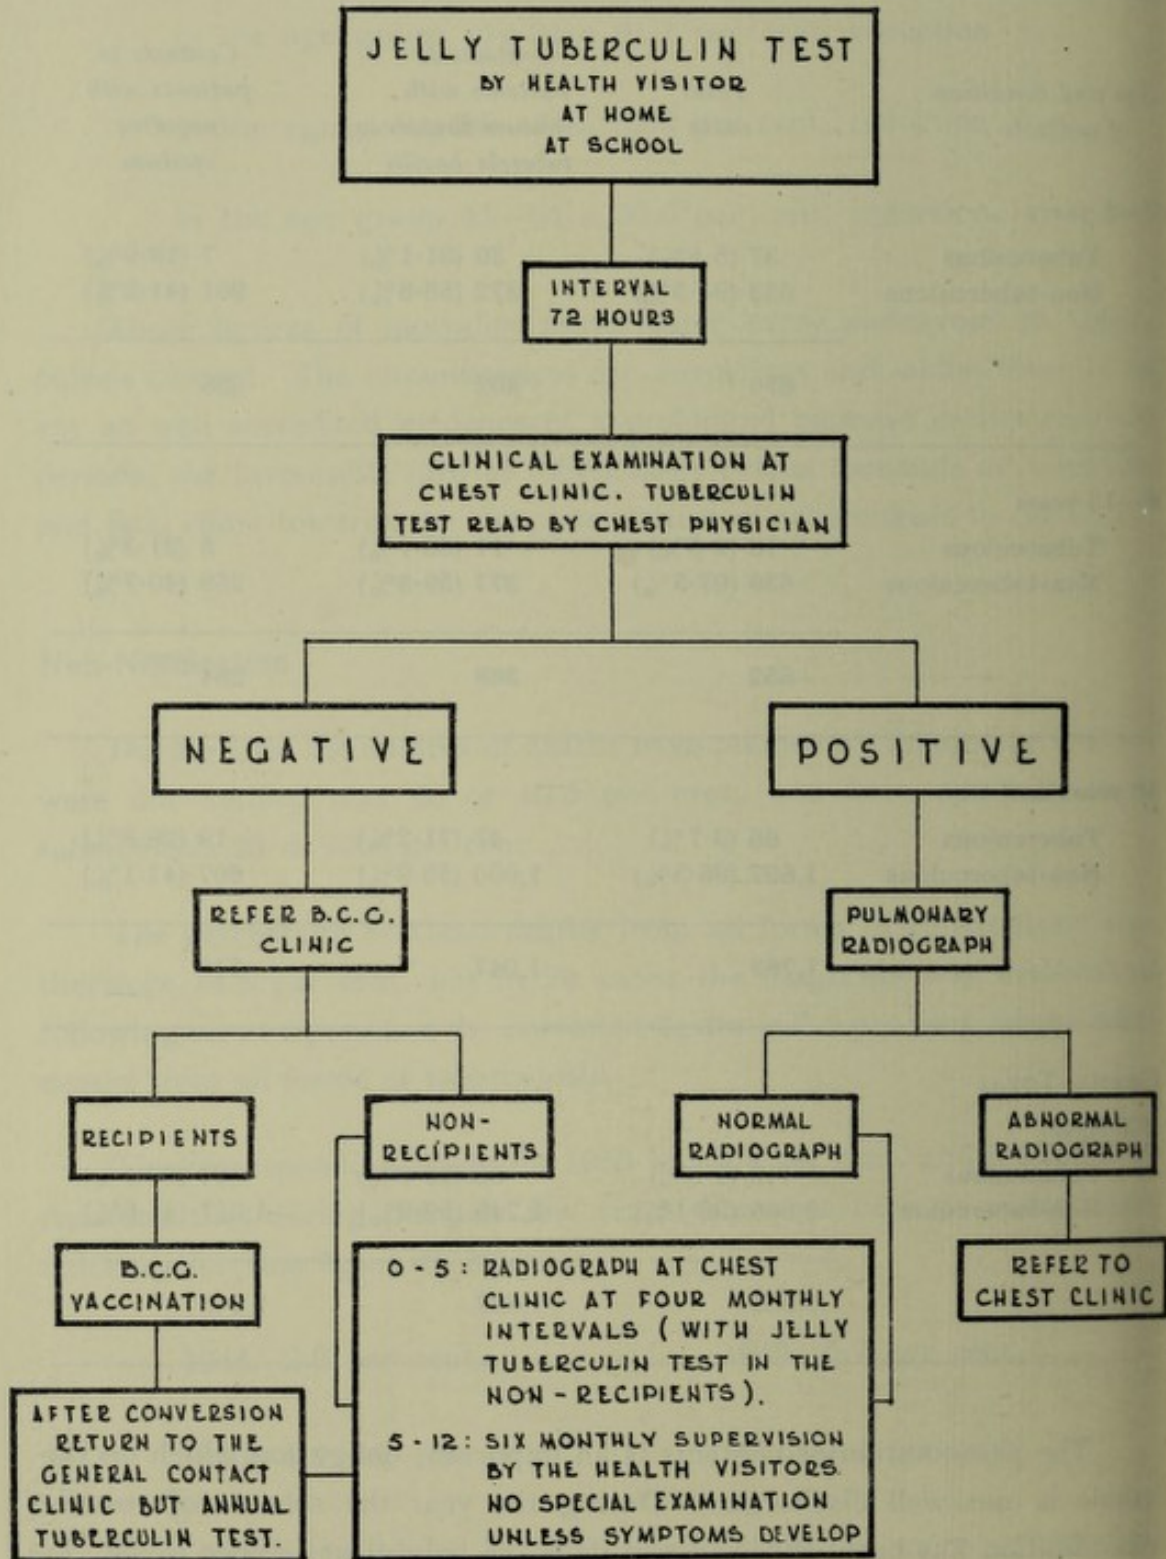 JELLY TUBERCULIN TEST
BY HEALTH VISITOR
AT HOME
AT SCHOOL
INTERVAL
72 HOURS
CLINICAL EXAMINATION AT
CHEST CLINIC. TUBERCULIN
TEST READ BY CHEST PHYSICIAN
NEGATIVE
POSITIVE
REFER B.C.G.
CLINIC
PULMONARY
RADIOGRAPH
RECIPIENTS
NON-
RECIPIENTS
NORMAL
RADIOGRAPH
ABNORMAL
RADIOGRAPH
B.C.G.
VACCINATION
REFER TO
CHEST CLINIC
0 - 5 : RADIOGRAPH AT CHEST
CLINIC AT FOUR MONTHLY
INTERVALS ( WITH JELLY
TUBERCULIN TEST IN THE
NON - RECIPIENTS ).
5 - 12 : SIX MONTHLY SUPERVISION
BY THE HEALTH VISITORS.
NO SPECIAL EXAMINATION
UNLESS SYMPTOMS DEVELOP
AFTER CONVERSION
RETURN TO THE
GENERAL CONTACT
CLINIC BUT ANNUAL
TUBERCULIN TEST.